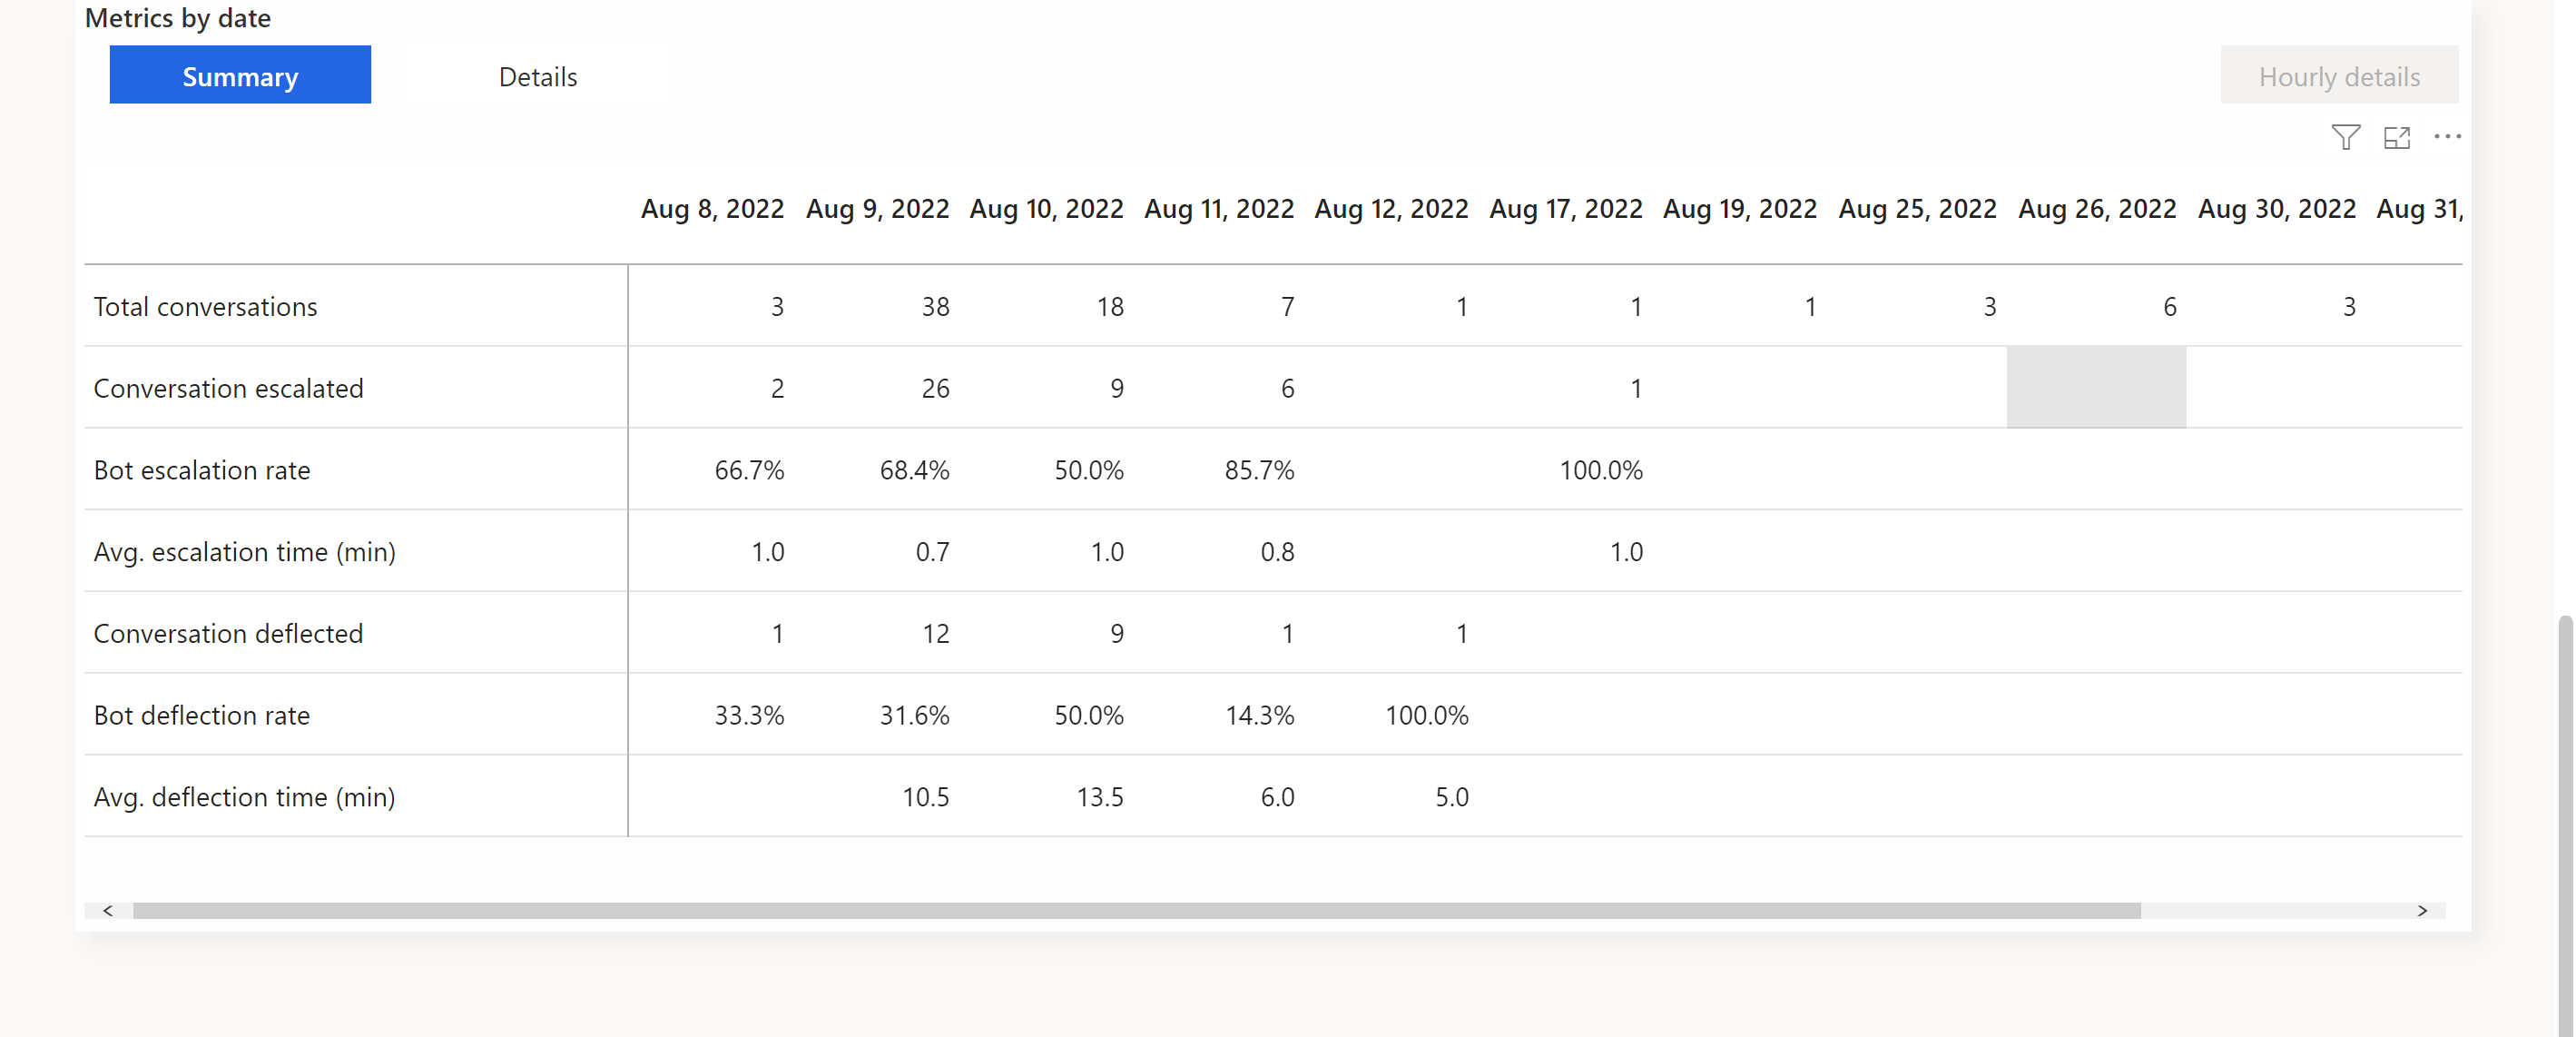 Metrics by date
Summary Details Hourly details
Aug 8, 2022 Aug 9, 2022 Aug 10, 2022 Aug 11, 2022 Aug 12, 2022 Aug 17, 2022 Aug 19, 2022 Aug 25, 2022 Aug 26, 2022 Aug 30, 2022 Aug 31,
Total conversations 3 38 18 7 1 1 1 3 6 3
Conversation escalated 2 26 9 6 1
Bot escalation rate 66.7% 68.4% 50.0% 85.7% 100.0%
Avg. escalation time (min) 1.0 0.7 1.0 0.8 1.0
Conversation deflected 1 12 9 1 1
Bot deflection rate 33.3% 31.6% 50.0% 14.3% 100.0%
Avg. deflection time (min) 10.5 13.5 6.0 5.0